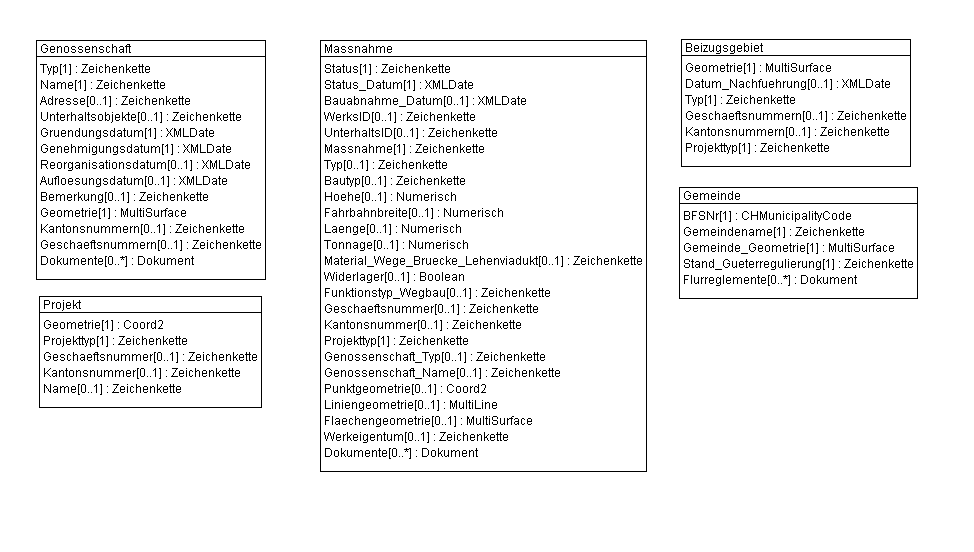 Genossenschaft
Typ[1] : Zeichenkette
Name[1] : Zeichenkette
Adresse[0..1] : Zeichenkette
Unterhaltsobjekte[0..1] : Zeichenkette
Gruendungsdatum[1] : XMLDate
Genehmigungsdatum[1] : XMLDate
Reorganisationsdatum[0..1] : XMLDate
Aufloesungsdatum[0..1] : XMLDate
Bemerkung[0..1] : Zeichenkette
Geometrie[1] : MultiSurface
Kantonsnummern[0..1] : Zeichenkette
Geschaeftsnummern[0..1] : Zeichenkette
Dokumente[0..*] : Dokument
Projekt
Geometrie[1] : Coord2
Projekttyp[1] : Zeichenkette
Geschaeftsnummer[0..1] : Zeichenkette
Kantonsnummer[0..1] : Zeichenkette
Name[0..1] : Zeichenkette
Massnahme
Status[1] : Zeichenkette
Status_Datum[1] : XMLDate
Bauabnahme_Datum[0..1] : XMLDate
WerksID[0..1] : Zeichenkette
UnterhaltsID[0..1] : Zeichenkette
Massnahme[1] : Zeichenkette
Typ[0..1] : Zeichenkette
Bautyp[0..1] : Zeichenkette
Hoehe[0..1] : Numerisch
Fahrbahnbreite[0..1] : Numerisch
Laenge[0..1] : Numerisch
Tonnage[0..1] : Numerisch
Material_Wege_Bruecke_Lehenviadukt[0..1] : Zeichenkette
Widerlager[0..1] : Boolean
Funktionstyp_Wegbau[0..1] : Zeichenkette
Geschaeftsnummer[0..1] : Zeichenkette
Kantonsnummer[0..1] : Zeichenkette
Projekttyp[1] : Zeichenkette
Genossenschaft_Typ[0..1] : Zeichenkette
Genossenschaft_Name[0..1] : Zeichenkette
Punktgeometrie[0..1] : Coord2
Liniengeometrie[0..1] : MultiLine
Flaechengeometrie[0..1] : MultiSurface
Werkeigentum[0..1] : Zeichenkette
Dokumente[0..*] : Dokument
Beizugsgebiet
Geometrie[1] : MultiSurface
Datum_Nachfuehrung[0..1] : XMLDate
Typ[1] : Zeichenkette
Geschaeftsnummern[0..1] : Zeichenkette
Kantonsnummern[0..1] : Zeichenkette
Projekttyp[1] : Zeichenkette
Gemeinde
BFSNr[1] : CHMunicipalityCode
Gemeindename[1] : Zeichenkette
Gemeinde_Geometrie[1] : MultiSurface
Stand_Gueterregulierung[1] : Zeichenkette
Flurreglemente[0..*] : Dokument